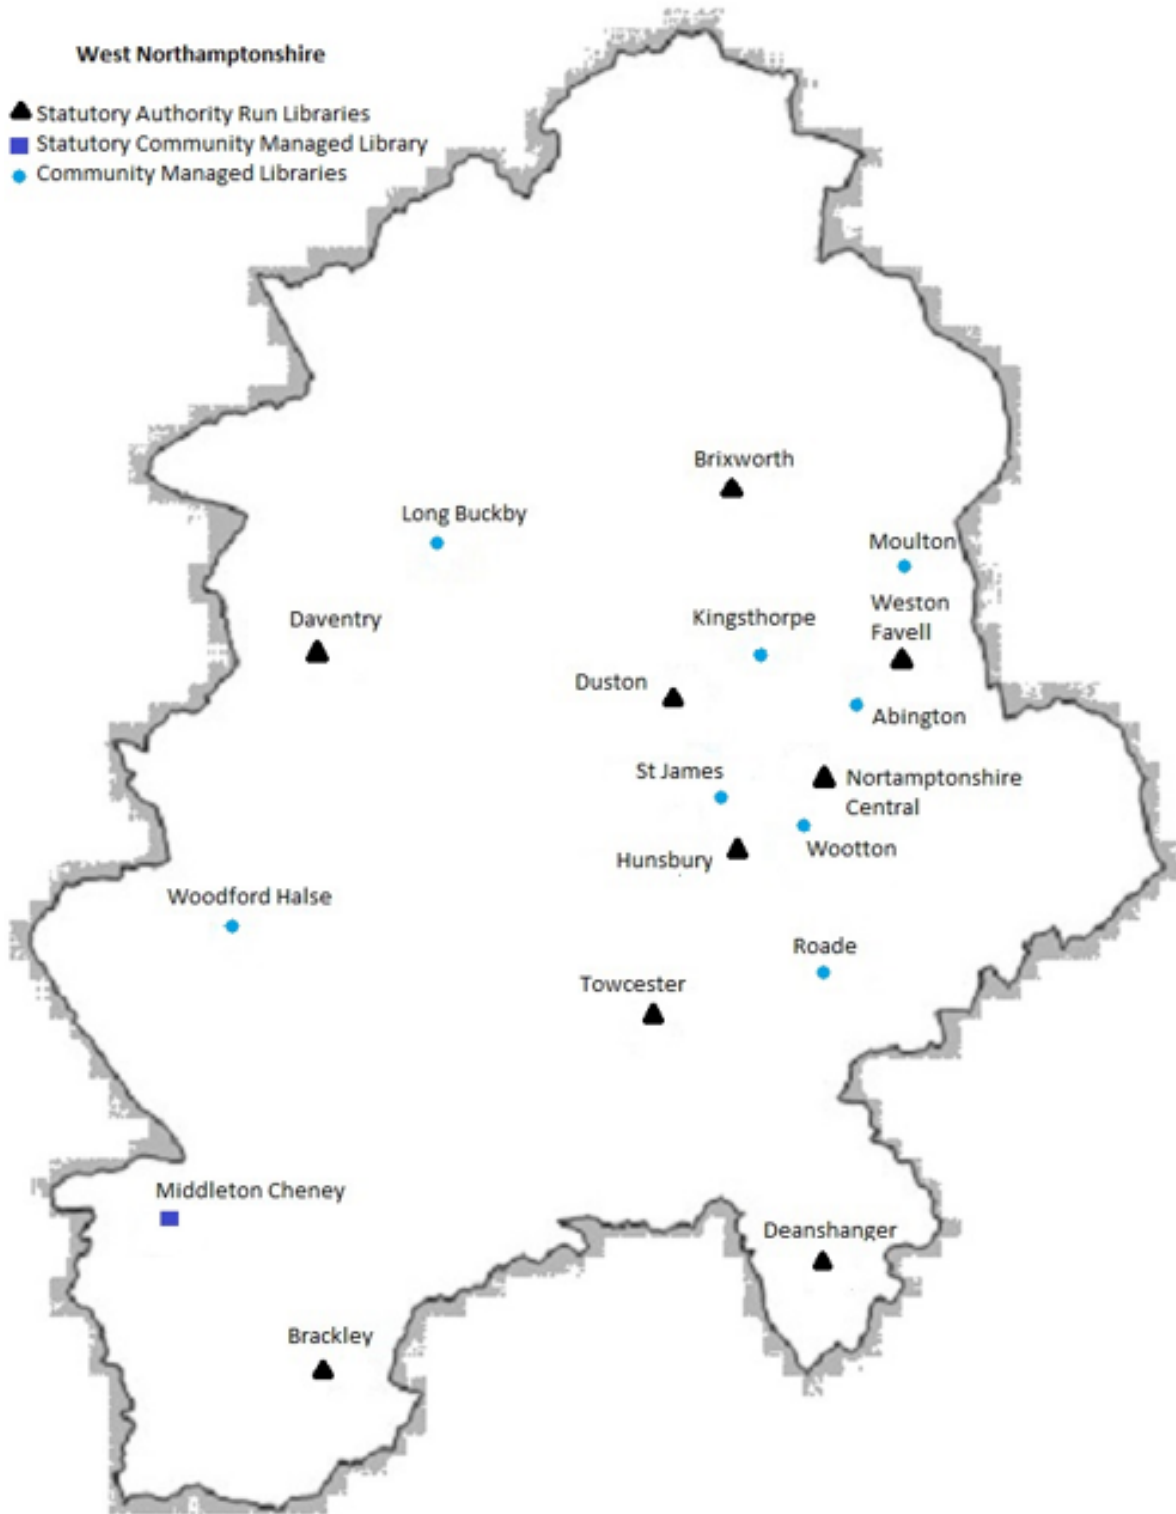 West Northamptonshire
Statutory Authority Run Libraries
Statutory Community Managed Library
Community Managed Libraries
Brixworth
Long Buckby
Moulton
Weston
Favell
Kingsthorpe
Daventry
Duston
Abington
St James
Nortamptonshire
Central
Wootton
Hunsbury
Woodford Halse
Roade
Towcester
Middleton Cheney
Deanshanger
Brackley